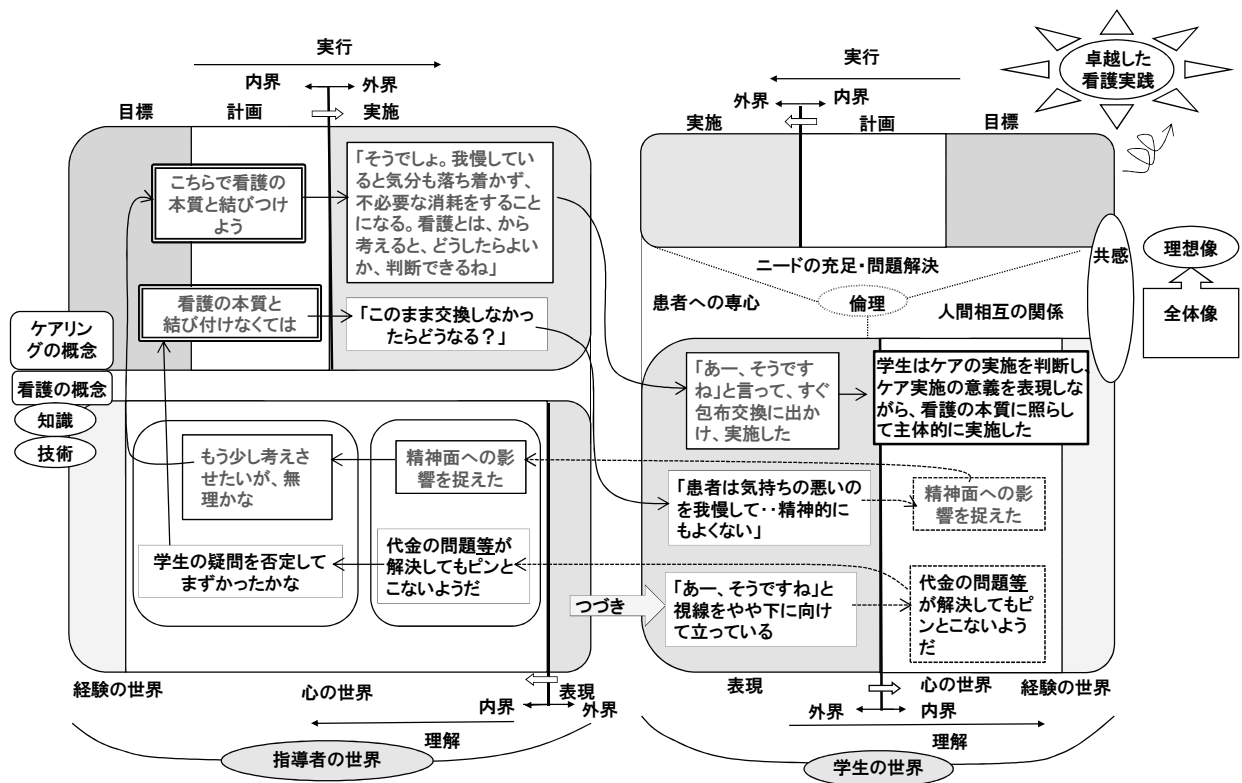 実行
内界
外界
目標
計画
実施
こちらで看護の
本質と結びつけ
よう
「そうでしょ。我慢してい
ると気分も落ち着かず、
不必要な消耗をすること
になる。看護とは、から
考えると、どうしたらよい
か、判断できるね」
看護の本質と
結び付けなくては
「このまま交換しなかっ
たらどうなる？」
ケアリン
グの概念
看護の概念
知識
技術
もう少し考えさ
せたいが、無
理かな
精神面への影
響を捉えた
学生の疑問を否定して
まずかったかな
代金の問題等が
解決してもピンと
こないようだ
つづき
経験の世界
心の世界
表現
内界
外界
理解
指導者の世界
実行
外界
内界
実施
計画
目標
卓越した
看護実践
ニードの充足・問題解決
共感
理想像
患者への専心
倫理
人間相互の関係
全体像
「あー、そうです
ね」と言って、すぐ
包布交換に出か
け、実施した
学生はケアの実施を判断し、
ケア実施の意義を表現しな
がら、看護の本質に照らし
て主体的に実施した
「患者は気持ちの悪いの
を我慢して・・精神的に
もよくない」
精神面への影
響を捉えた
「あー、そうですね」と
視線をやや下に向け
て立っている
代金の問題等
が解決してもピ
ンとこないよう
だ
表現
心の世界
経験の世界
外界
内界
理解
学生の世界